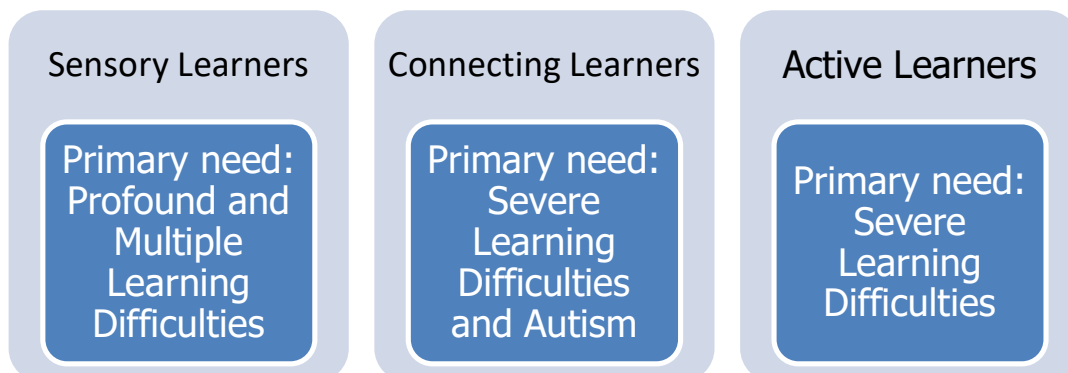 Sensory Learners
Primary need:
Profound and
Multiple
Learning
Difficulties
Connecting Learners
Primary need:
Severe
Learning
Difficulties
and Autism
Active Learners
Primary need:
Severe
Learning
Difficulties